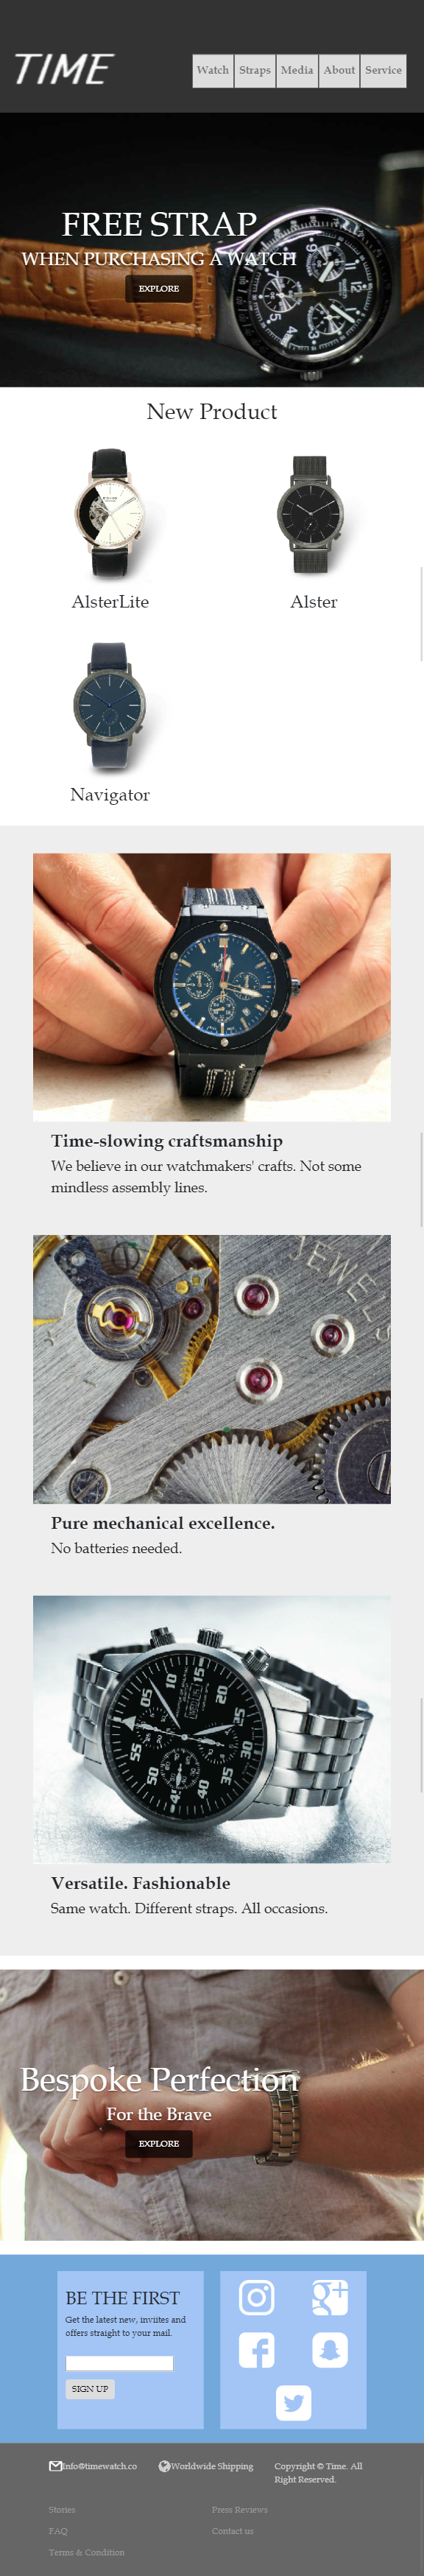 TIME
Watch Straps Media About Service
FREE STRAP
WHEN PURCHASING A WATCH
EXPLORE
New Product
AlsterLite
Alster
Navigator
Time-slowing craftsmanship
We believe in our watchmakers' crafts. Not some
mindless assembly lines.
JEWELS
Pure mechanical excellence.
No batteries needed.
Versatile. Fashionable
Same watch. Different straps. All occasions.
Bespoke Perfection
For the Brave
EXPLORE
BE THE FIRST
Get the latest new, inviites and
offers straight to your mail.
SIGN UP
Info@timewatch.co
Worldwide Shipping
Copyright © Time. All
Right Reserved.
Stories
Press Reviews
FAQ
Contact us
Terms & Condition